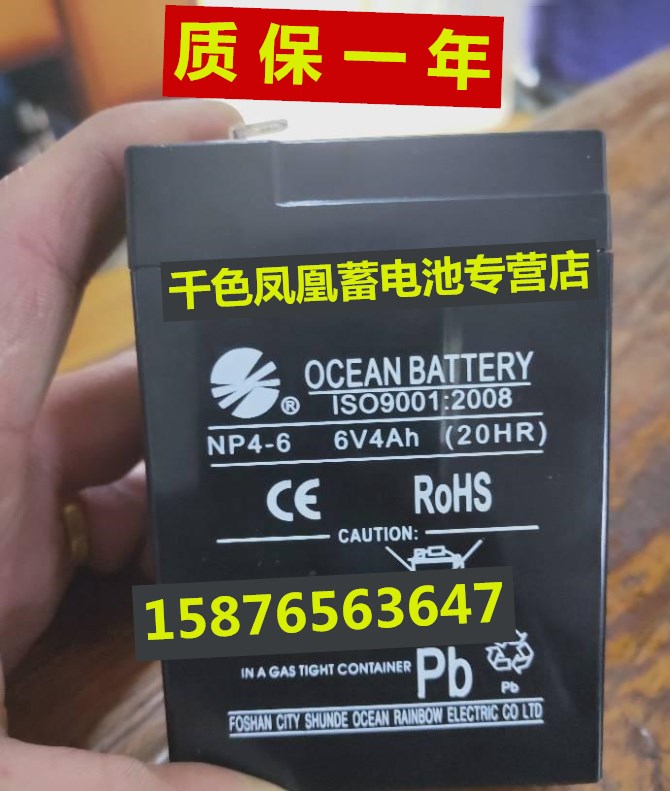 质保一年
千色凤凰蓄电池专营店
OCEAN BATTERY
®
ISO9001:2008
NP4-6 6V4Ah (20HR)
CE RoHS
CAUTION:
15876563647
IN A GAS TIGHT CONTAINER Pb
Pb
FOSHAN CITY SHUNDE OCEAN RAINBOW ELECTRIC CO LTD